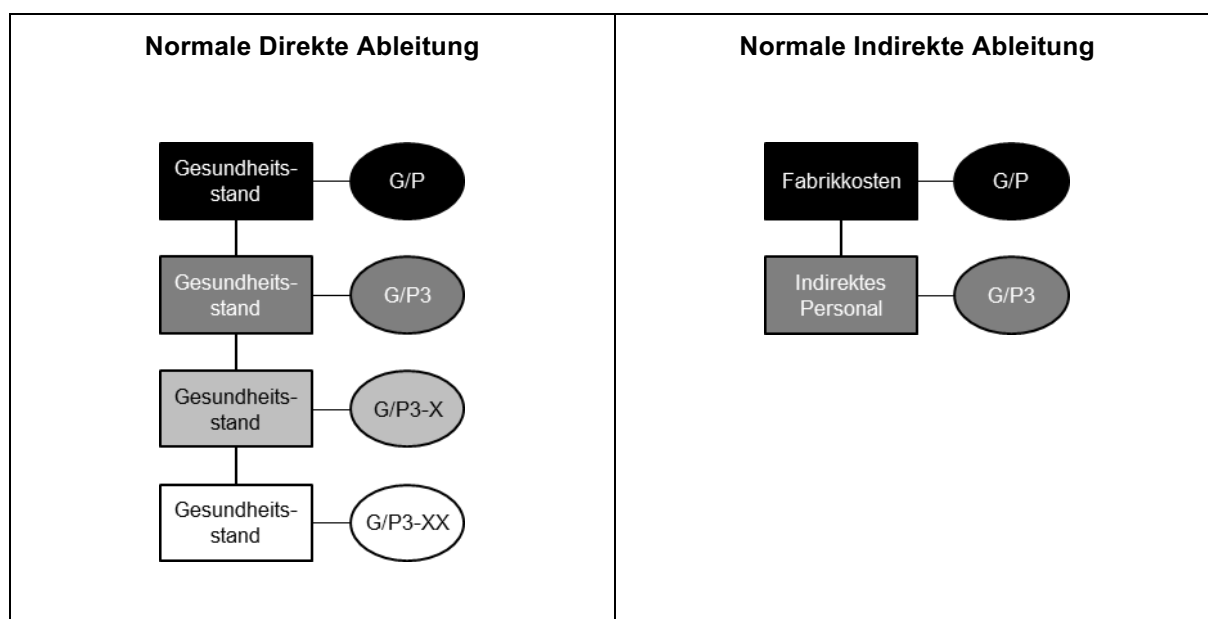 Normale Direkte Ableitung
Gesundheits-
stand
G/P
Gesundheits-
stand
G/P3
Gesundheits-
stand
G/P3-X
Gesundheits-
stand
G/P3-XX
Normale Indirekte Ableitung
Fabrikkosten
G/P
Indirektes
Personal
G/P3